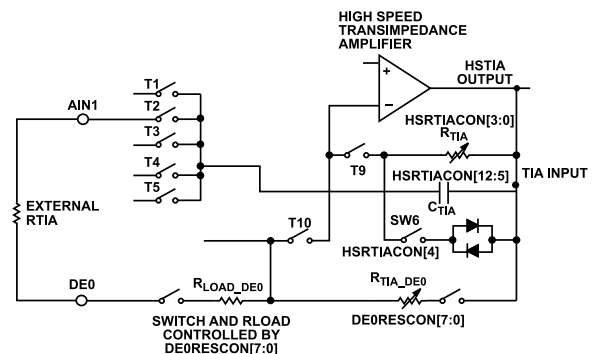 HIGH SPEED
TRANSIMPEDANCE
AMPLIFIER
+
–
HSTIA
OUTPUT
T1
AIN1
T2
T3
T4
T5
HSRTIACON[3:0]
RTIA
T9
HSRTIACON[12:5]
TIA INPUT
CTIA
EXTERNAL
RTIA
T10
SW6
HSRTIACON[4]
DE0
RLOAD_DE0
RTIA_DE0
SWITCH AND RLOAD
CONTROLLED BY
DE0RESCON[7:0]
DE0RESCON[7:0]